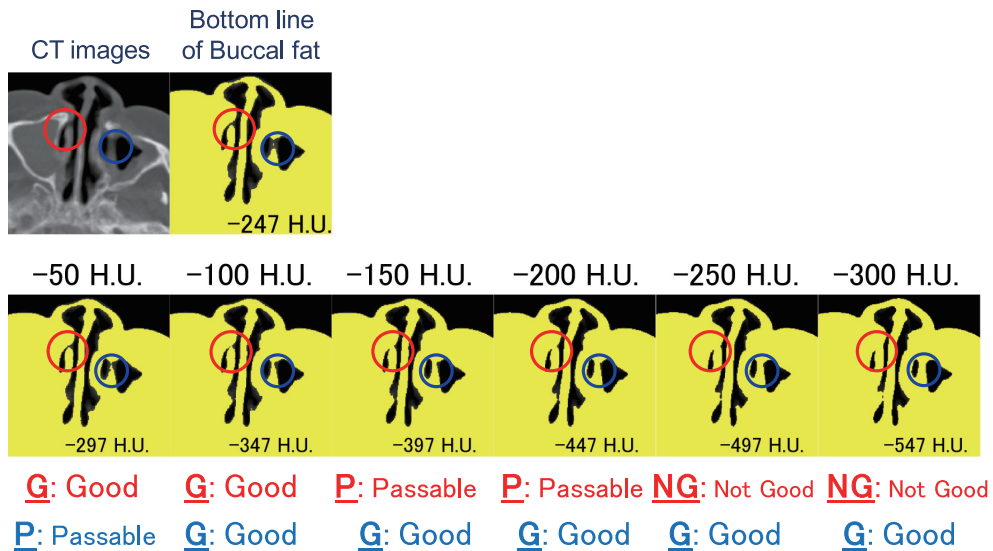 CT images
Bottom line
of Buccal fat
−247 H.U.
−50 H.U. −100 H.U. −150 H.U. −200 H.U. −250 H.U. −300 H.U.
−297 H.U. −347 H.U. −397 H.U. −447 H.U. −497 H.U. −547 H.U.
G: Good G: Good P: Passable P: Passable NG: Not Good NG: Not Good
P: Passable G: Good G: Good G: Good G: Good G: Good